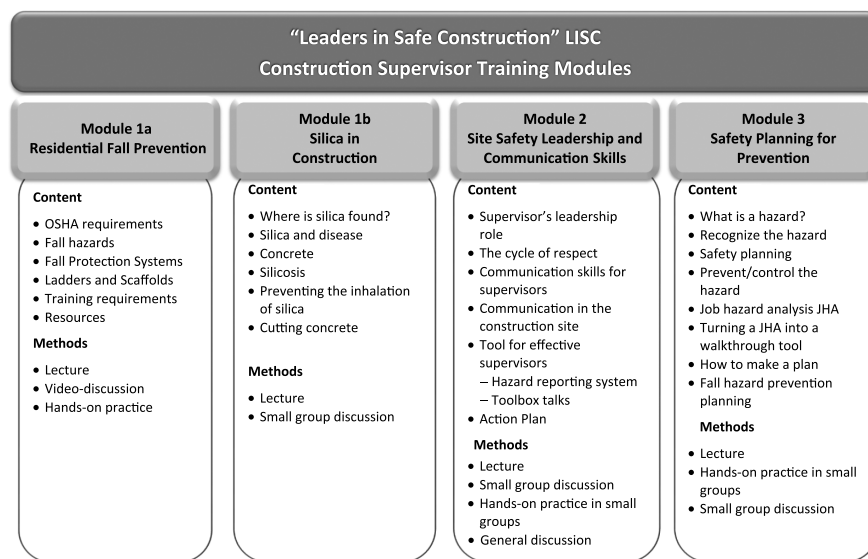 “Leaders in Safe Construction” LISC
Construction Supervisor Training Modules
Module 1a
Residential Fall Prevention
Content
• OSHA requirements
• Fall hazards
• Fall Protection Systems
• Ladders and Scaffolds
• Training requirements
• Resources
Methods
• Lecture
• Video-discussion
• Hands-on practice
Module 1b
Silica in
Construction
Content
• Where is silica found?
• Silica and disease
• Concrete
• Silicosis
• Preventing the inhalation
of silica
• Cutting concrete
Methods
• Lecture
• Small group discussion
Module 2
Site Safety Leadership and
Communication Skills
Content
• Supervisor’s leadership
role
• The cycle of respect
• Communication skills for
supervisors
• Communication in the
construction site
• Tool for effective
supervisors
– Hazard reporting system
– Toolbox talks
• Action Plan
Methods
• Lecture
• Small group discussion
• Hands-on practice in small
groups
• General discussion
Module 3
Safety Planning for
Prevention
Content
• What is a hazard?
• Recognize the hazard
• Safety planning
• Prevent/control the
hazard
• Job hazard analysis JHA
• Turning a JHA into a
walkthrough tool
• How to make a plan
• Fall hazard prevention
planning
Methods
• Lecture
• Hands-on practice in small
groups
• Small group discussion